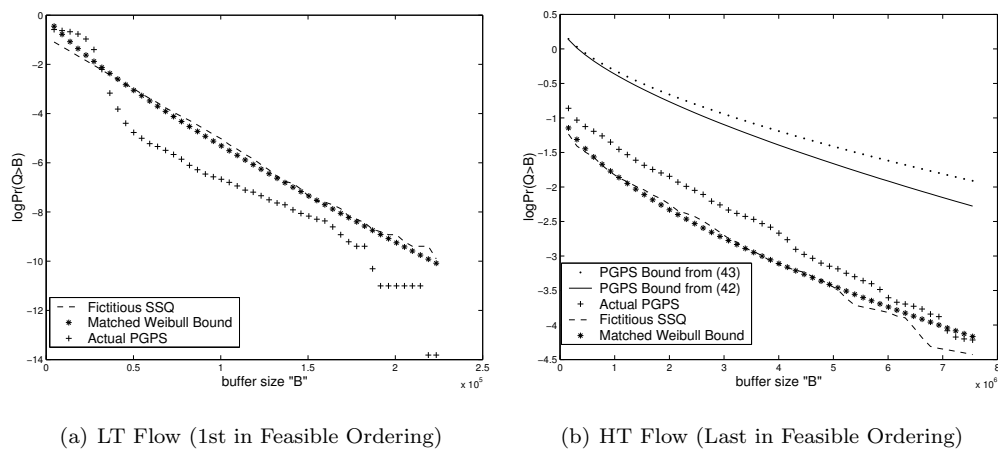 0
−2
−4
−6
−8
−10
−12
−14
logPr(Q>B)
Fictitious SSQ
Matched Weibull Bound
Actual PGPS
0 0.5 1 1.5 2 2.5
x 10^5
buffer size "B"
(a) LT Flow (1st in Feasible Ordering)
0.5
0
−0.5
−1
−1.5
−2
−2.5
−3
−3.5
−4
−4.5
logPr(Q>B)
PGPS Bound from (43)
PGPS Bound from (42)
Actual PGPS
Fictitious SSQ
Matched Weibull Bound
0 1 2 3 4 5 6 7 8
x 10^6
buffer size "B"
(b) HT Flow (Last in Feasible Ordering)